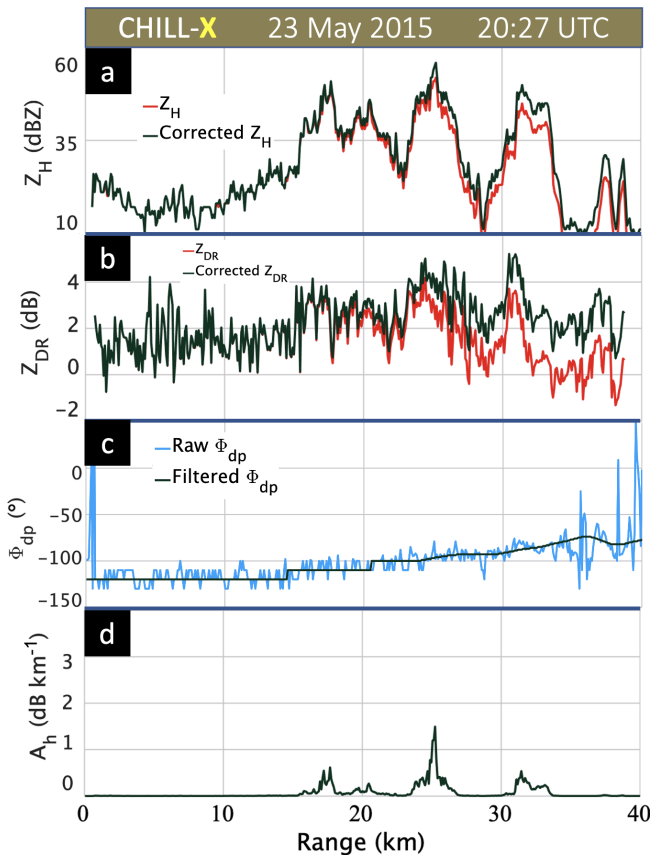 CHILL-X 23 May 2015 20:27 UTC
a
60
35
10
Z_H (dBZ)
Z_H
Corrected Z_H
b
4
2
0
−2
Z_DR (dB)
Z_DR
Corrected Z_DR
c
0
−50
−100
−150
Φ_dp (°)
Raw Φ_dp
Filtered Φ_dp
d
3
2
1
0
A_h (dB km⁻¹)
0 10 20 30 40
Range (km)